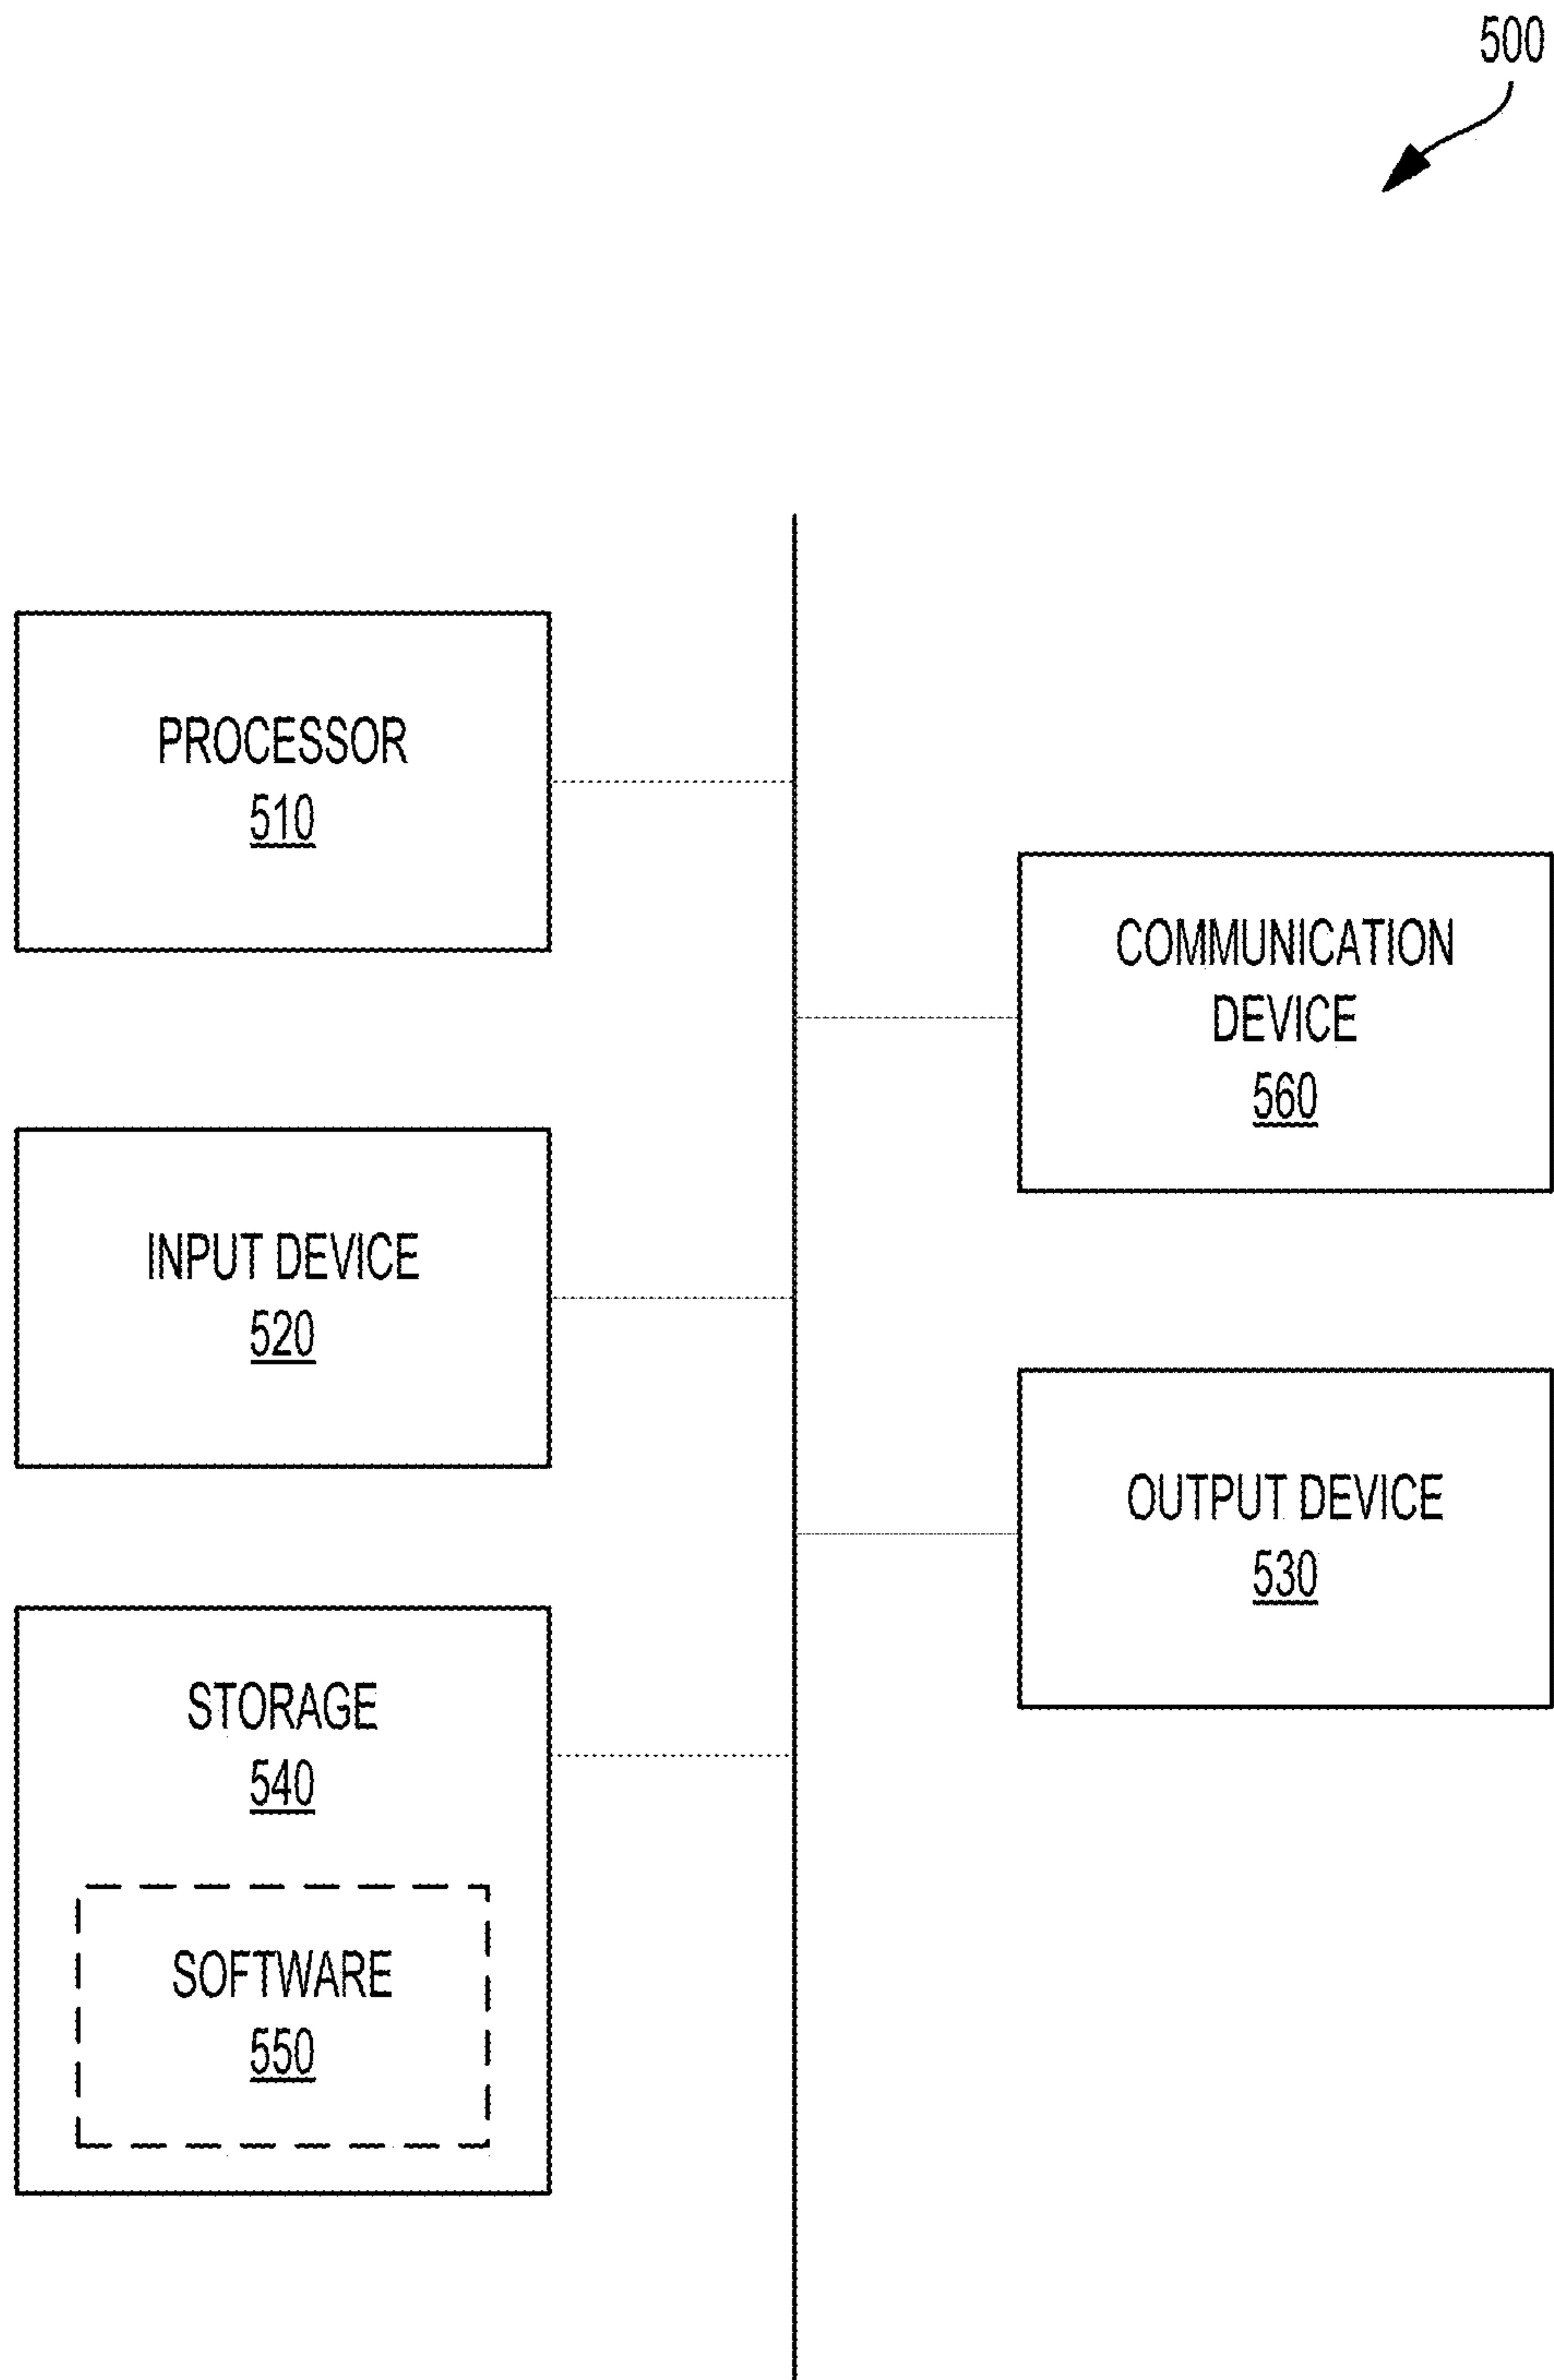 500
PROCESSOR
510
COMMUNICATION
DEVICE
560
INPUT DEVICE
520
OUTPUT DEVICE
530
STORAGE
540
SOFTWARE
550